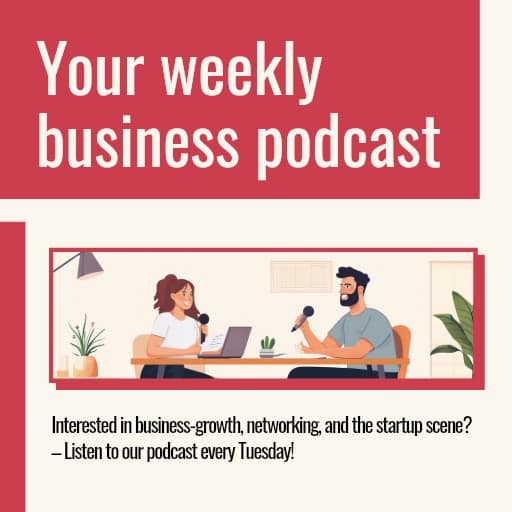 Your weekly
business podcast
Interested in business-growth, networking, and the startup scene?
– Listen to our podcast every Tuesday!